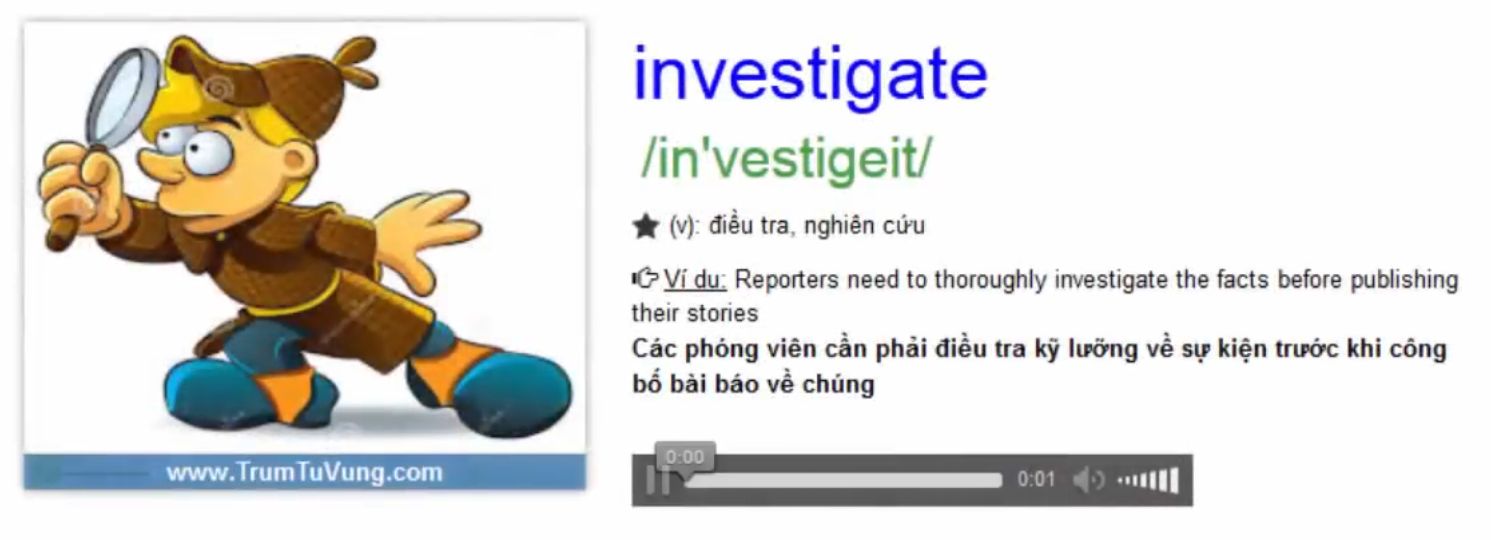 investigate
/in'vestigeit/
(v): điều tra, nghiên cứu
Ví dụ: Reporters need to thoroughly investigate the facts before publishing
their stories
Các phóng viên cần phải điều tra kỹ lưỡng về sự kiện trước khi công
bố bài báo về chúng
0:00
0:01
www.TrumTuVung.com